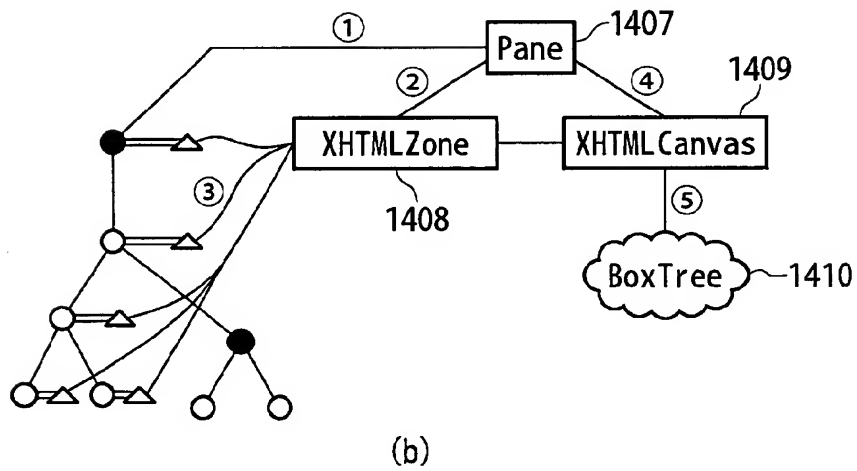 ①
Pane
1407
②
④
1409
XHTMLZone
XHTMLCanvas
③
1408
⑤
BoxTree
1410
(b)